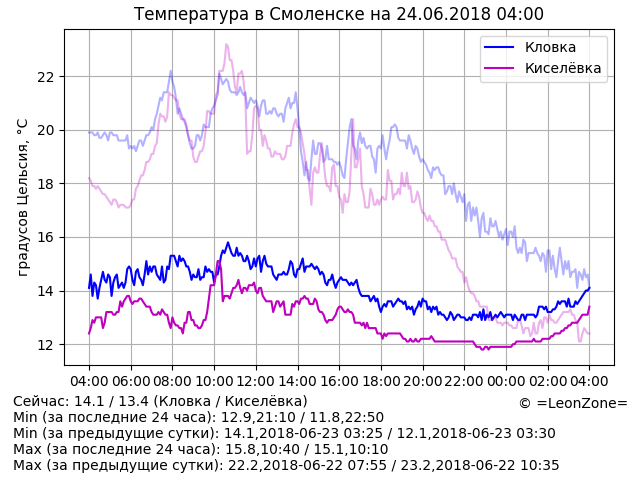 Температура в Смоленске на 24.06.2018 04:00
Кловка
Киселёвка
градусов Цельсия, °C
22
20
18
16
14
12
04:00 06:00 08:00 10:00 12:00 14:00 16:00 18:00 20:00 22:00 00:00 02:00 04:00
Сейчас: 14.1 / 13.4 (Кловка / Киселёвка)
© =LeonZone=
Min (за последние 24 часа): 12.9,21:10 / 11.8,22:50
Min (за предыдущие сутки): 14.1,2018-06-23 03:25 / 12.1,2018-06-23 03:30
Max (за последние 24 часа): 15.8,10:40 / 15.1,10:10
Max (за предыдущие сутки): 22.2,2018-06-22 07:55 / 23.2,2018-06-22 10:35